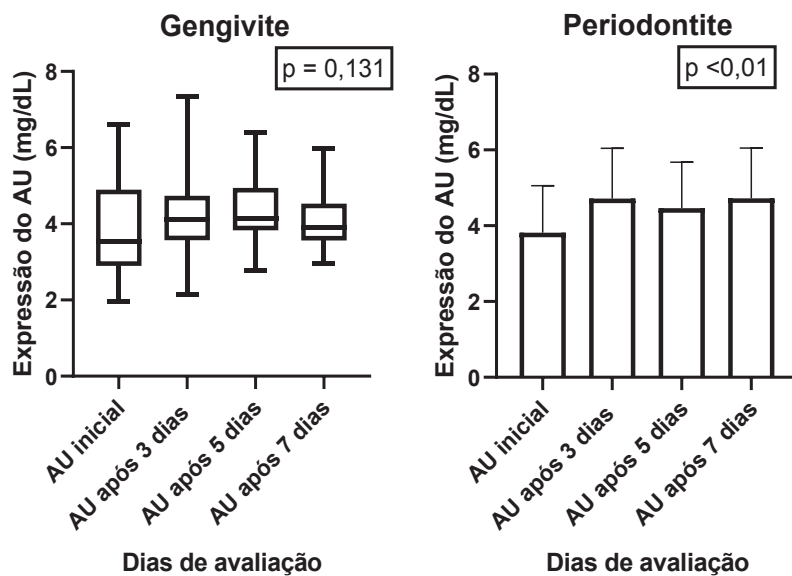 Gengivite
p = 0,131
Expressão do AU (mg/dL)
8
6
4
2
0
AU inicial
AU após 3 dias
AU após 5 dias
AU após 7 dias
Dias de avaliação
Periodontite
p <0,01
Expressão do AU (mg/dL)
8
6
4
2
0
AU inicial
AU após 3 dias
AU após 5 dias
AU após 7 dias
Dias de avaliação